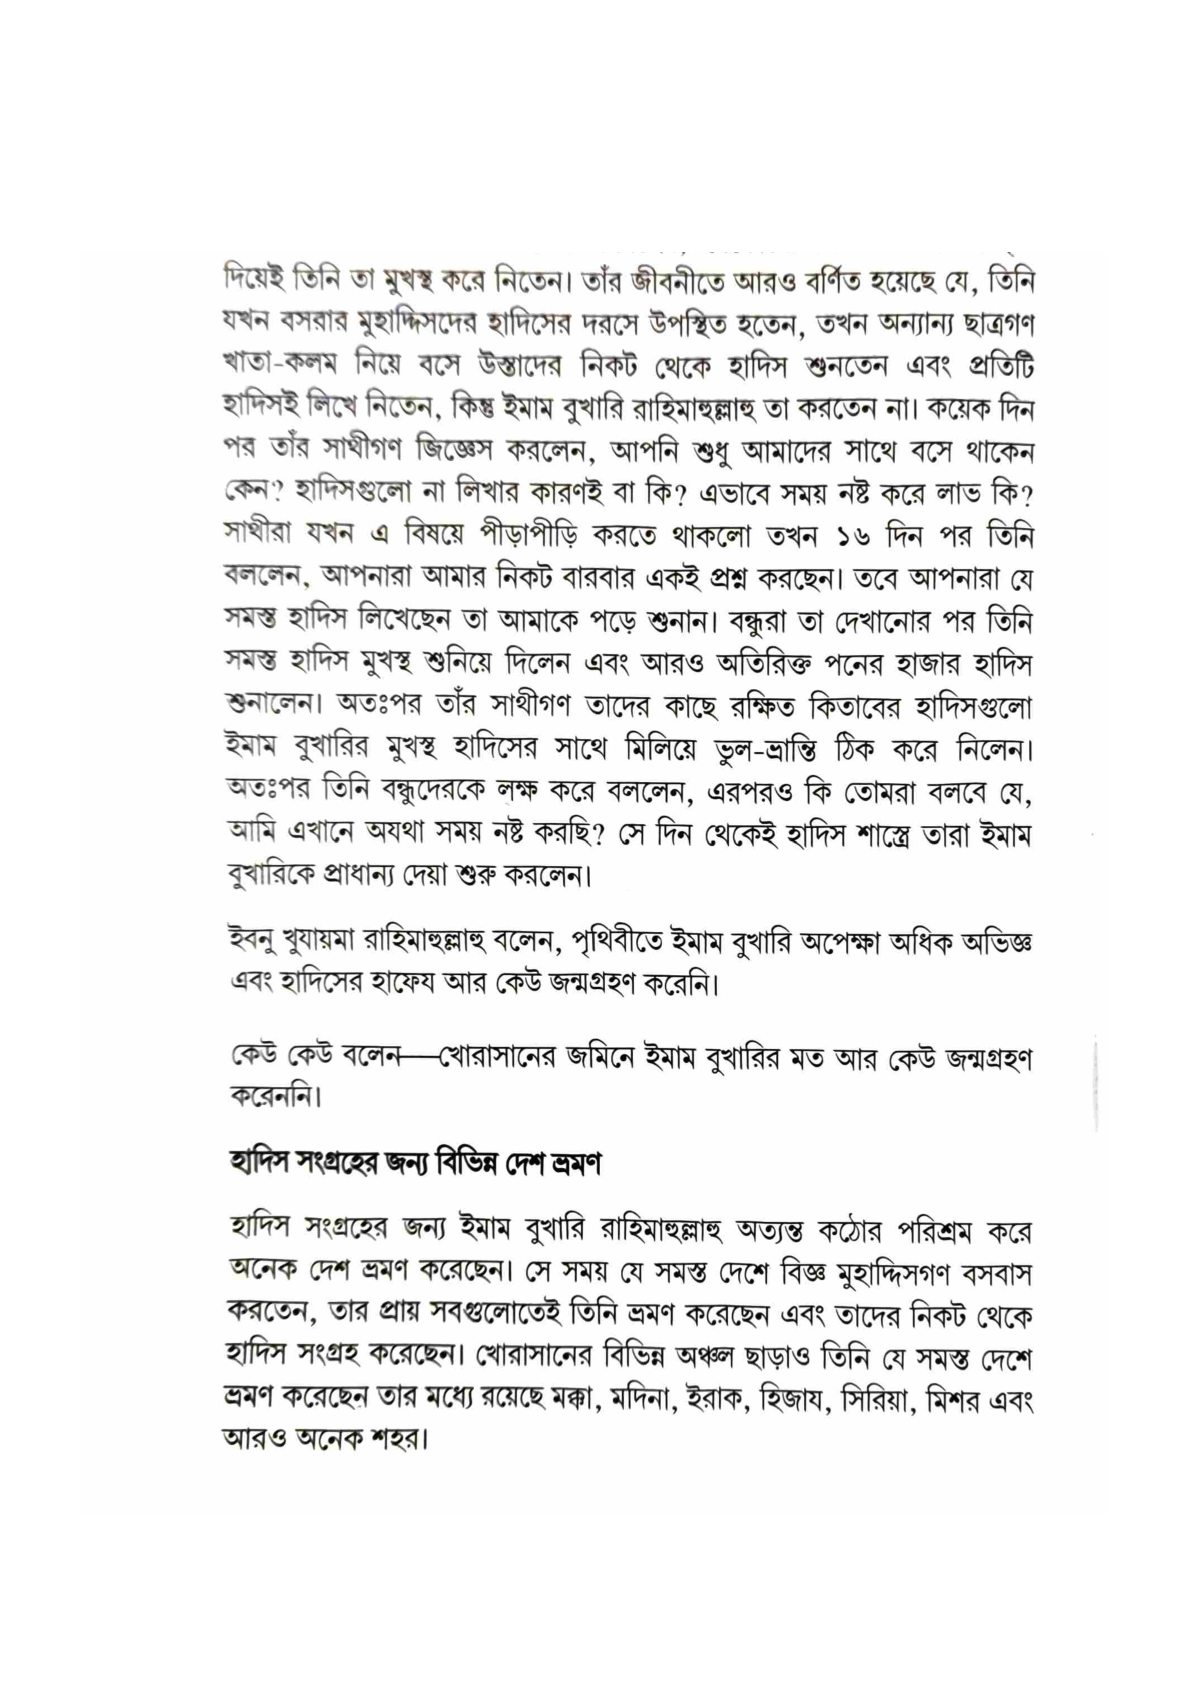 দিয়েই তিনি তা মুখস্থ করে নিতেন। তাঁর জীবনীতে আরও বর্ণিত হয়েছে যে, তিনি
যখন বসরার মুহাদ্দিসদের হাদিসের দরসে উপস্থিত হতেন, তখন অন্যান্য ছাত্রগণ
খাতা-কলম নিয়ে বসে উস্তাদের নিকট থেকে হাদিস শুনতেন এবং প্রতিটি
হাদিসই লিখে নিতেন, কিন্তু ইমাম বুখারি রাহিমাহুল্লাহু তা করতেন না। কয়েক দিন
পর তাঁর সাথীগণ জিজ্ঞেস করলেন, আপনি শুধু আমাদের সাথে বসে থাকেন
কেন? হাদিসগুলো না লিখার কারণই বা কি? এভাবে সময় নষ্ট করে লাভ কি?
সাথীরা যখন এ বিষয়ে পীড়াপীড়ি করতে থাকলো তখন ১৬ দিন পর তিনি
বললেন, আপনারা আমার নিকট বারবার একই প্রশ্ন করছেন। তবে আপনারা যে
সমস্ত হাদিস লিখেছেন তা আমাকে পড়ে শুনান। বন্ধুরা তা দেখানোর পর তিনি
সমস্ত হাদিস মুখস্থ শুনিয়ে দিলেন এবং আরও অতিরিক্ত পনের হাজার হাদিস
শুনালেন। অতঃপর তাঁর সাথীগণ তাদের কাছে রক্ষিত কিতাবের হাদিসগুলো
ইমাম বুখারির মুখস্থ হাদিসের সাথে মিলিয়ে ভুল-ভ্রান্তি ঠিক করে নিলেন।
অতঃপর তিনি বন্ধুদেরকে লক্ষ করে বললেন, এরপরও কি তোমরা বলবে যে,
আমি এখানে অযথা সময় নষ্ট করছি? সে দিন থেকেই হাদিস শাস্ত্রে তারা ইমাম
বুখারিকে প্রাধান্য দেয়া শুরু করলেন।
ইবনু খুযায়মা রাহিমাহুল্লাহু বলেন, পৃথিবীতে ইমাম বুখারি অপেক্ষা অধিক অভিজ্ঞ
এবং হাদিসের হাফেয আর কেউ জন্মগ্রহণ করেনি।
কেউ কেউ বলেন—খোরাসানের জমিনে ইমাম বুখারির মত আর কেউ জন্মগ্রহণ
করেননি।
হাদিস সংগ্রহের জন্য বিভিন্ন দেশ ভ্রমণ
হাদিস সংগ্রহের জন্য ইমাম বুখারি রাহিমাহুল্লাহু অত্যন্ত কঠোর পরিশ্রম করে
অনেক দেশ ভ্রমণ করেছেন। সে সময় যে সমস্ত দেশে বিজ্ঞ মুহাদ্দিসগণ বসবাস
করতেন, তার প্রায় সবগুলোতেই তিনি ভ্রমণ করেছেন এবং তাদের নিকট থেকে
হাদিস সংগ্রহ করেছেন। খোরাসানের বিভিন্ন অঞ্চল ছাড়াও তিনি যে সমস্ত দেশে
ভ্রমণ করেছেন তার মধ্যে রয়েছে মক্কা, মদিনা, ইরাক, হিজায, সিরিয়া, মিশর এবং
আরও অনেক শহর।